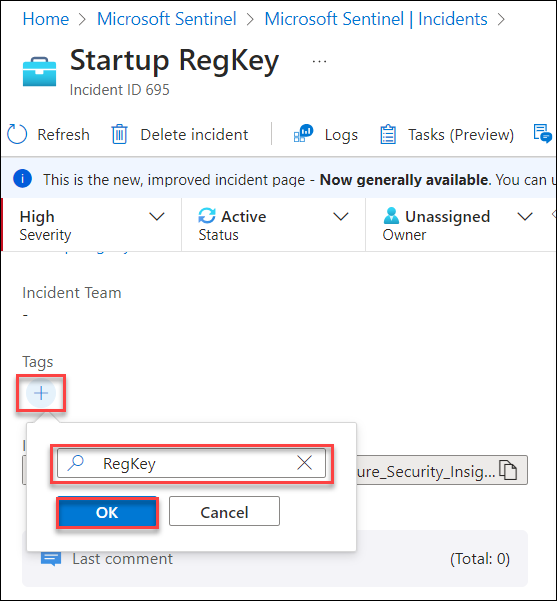 Home > Microsoft Sentinel > Microsoft Sentinel | Incidents >
Startup RegKey ...
Incident ID 695
Refresh Delete incident Logs Tasks (Preview)
This is the new, improved incident page - Now generally available. You can u
High Active Unassigned
Severity Status Owner
Incident Team
-
Tags
RegKey
ure_Security_Insig...
OK Cancel
Last comment (Total: 0)